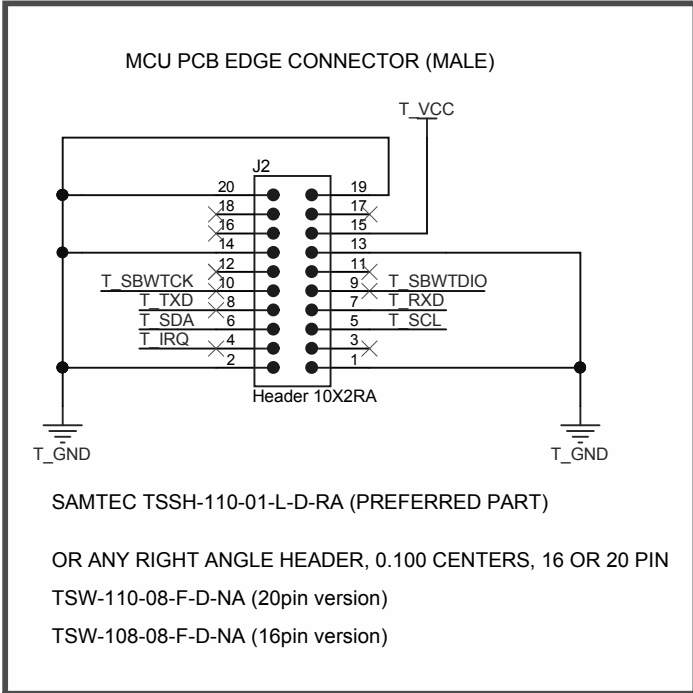 MCU PCB EDGE CONNECTOR (MALE)
T_VCC
J2
20 19
18 17
16 15
14 13
12 11
T_SBWTCK 10 9 T_SBWTDIO
T_TXD 8 7 T_RXD
T_SDA 6 5 T_SCL
T_IRQ 4 3
2 1
Header 10X2RA
T_GND T_GND
SAMTEC TSSH-110-01-L-D-RA (PREFERRED PART)
OR ANY RIGHT ANGLE HEADER, 0.100 CENTERS, 16 OR 20 PIN
TSW-110-08-F-D-NA (20pin version)
TSW-108-08-F-D-NA (16pin version)